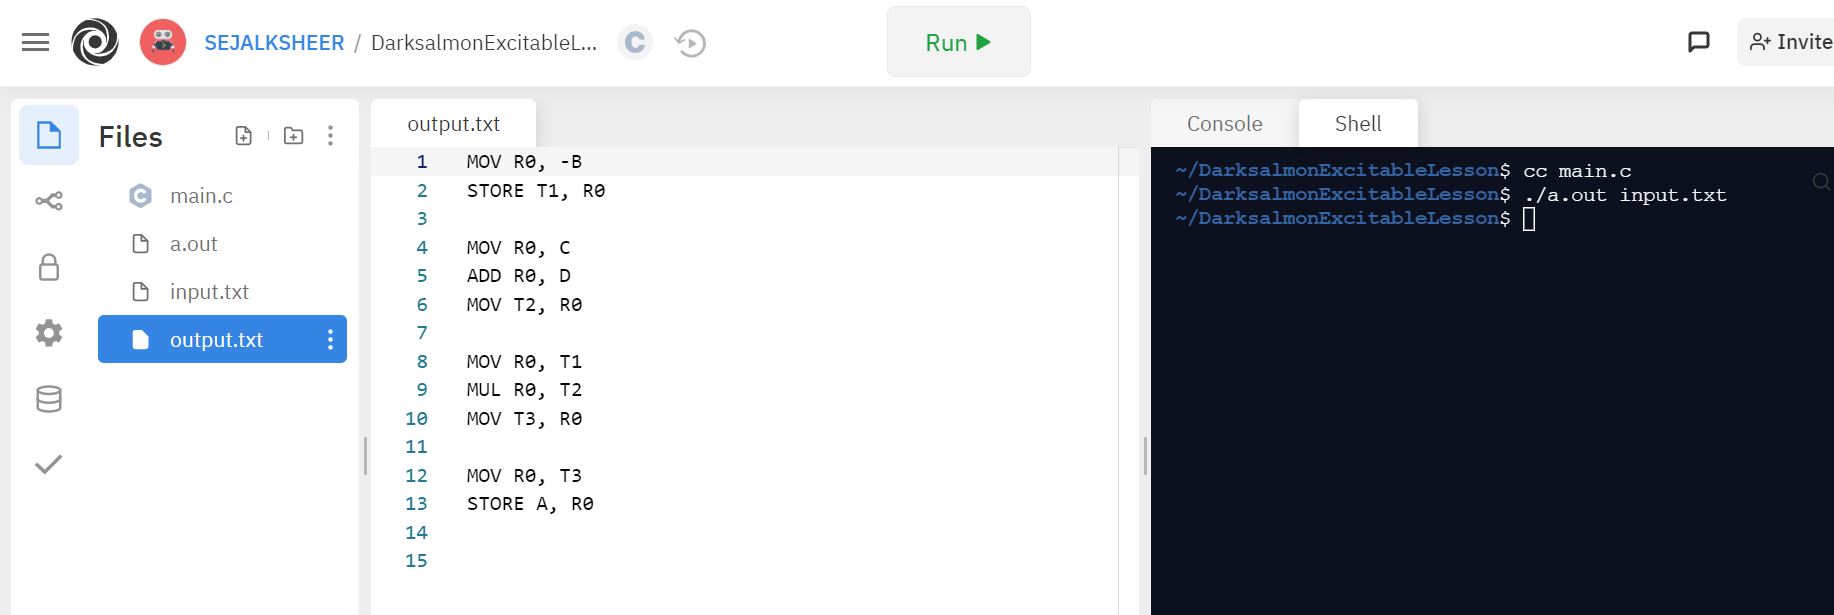 SEJALKSHEER / DarksalmonExcitableL... C
Run
Invite
Files
main.c
a.out
input.txt
output.txt
output.txt
1 MOV R0, -B
2 STORE T1, R0
3
4 MOV R0, C
5 ADD R0, D
6 MOV T2, R0
7
8 MOV R0, T1
9 MUL R0, T2
10 MOV T3, R0
11
12 MOV R0, T3
13 STORE A, R0
14
15
Console Shell
~/DarksalmonExcitableLesson$ cc main.c
~/DarksalmonExcitableLesson$ ./a.out input.txt
~/DarksalmonExcitableLesson$